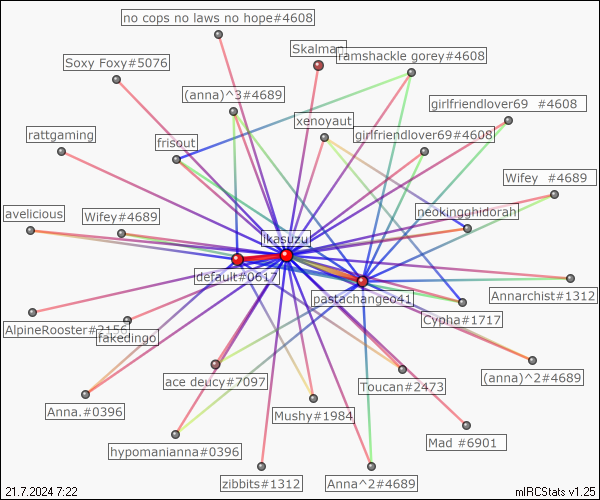 no cops no laws no hope#4608
Skalman
ramshackle gorey#4608
Soxy Foxy#5076
(anna)^3#4689
girlfriendlover69 #4608
xenoyaut
rattgaming
frisout
girlfriendlover69#4608
Wifey #4689
avelicious
Wifey#4689
neokingghidorah
ikasuzu
default#0617
pastachangeo41
Annarchist#1312
AlpineRooster#2156
fakedingo
Cypha#1717
ace deucy#7097
Toucan#2473
(anna)^2#4689
Anna.#0396
Mushy#1984
hypomanianna#0396
Mad #6901
zibbits#1312
Anna^2#4689
21.7.2024 7:22
mIRCStats v1.25